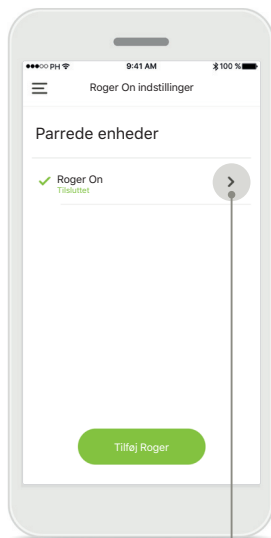 PH 9:41 AM 100 %
Roger On indstillinger
Parrede enheder
Roger On
Tilsluttet
Tilføj Roger